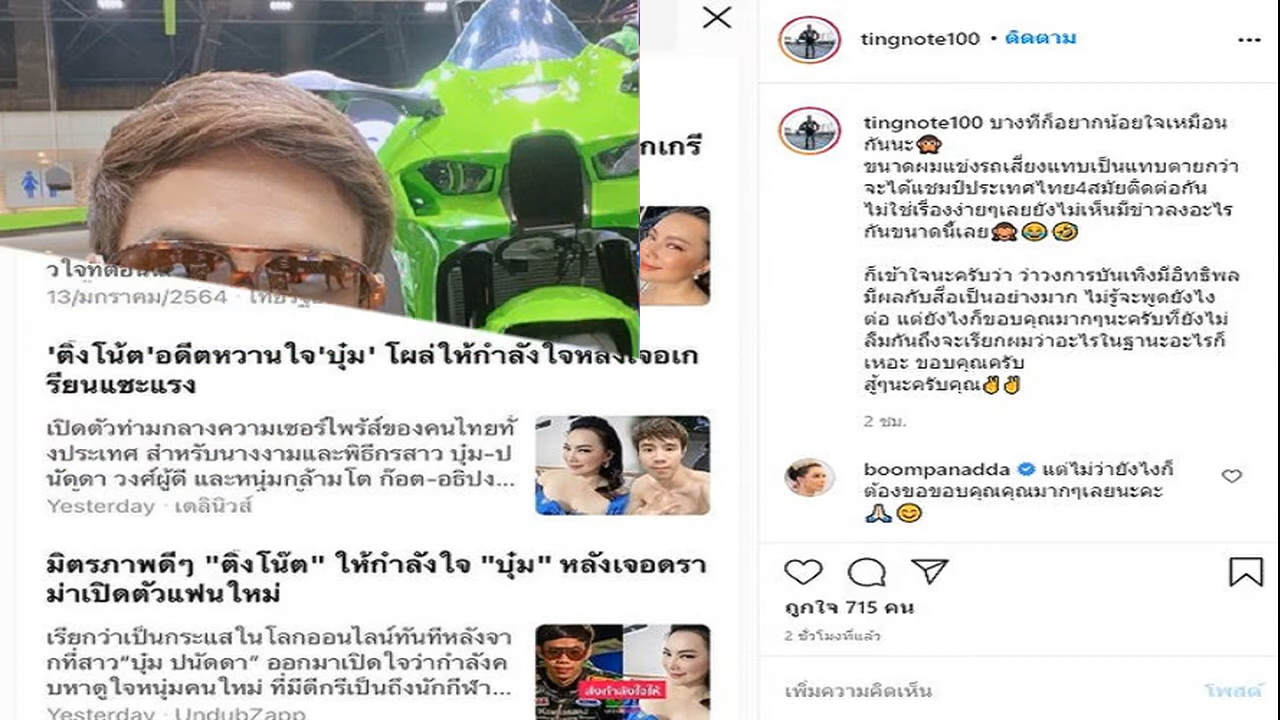 กเกรี
13/มกราคม/2564 · ไทยรัฐ
'ติ่งโน้ต'อดีตหวานใจ'บุ๋ม' โผล่ให้กำลังใจหลังเจอเก
รียนแซะแรง
เปิดตัวท่ามกลางความเซอร์ไพร์ส์ของคนไทยทั่
งประเทศ สำหรับนางงามและพิธีกรสาว บุ๋ม-ป
นัดดา วงศ์ผู้ดี และหนุ่มกล้ามโต ก๊อต-อธิปง...
Yesterday · เดลินิวส์
มิตรภาพดีๆ "ติ่งโน๊ต" ให้กำลังใจ "บุ๋ม" หลังเจอดรา
ม่าเปิดตัวแฟนใหม่
เรียกว่าเป็นกระแสในโลกออนไลน์ทันทีหลังจา
กที่สาว“บุ๋ม ปนัดดา” ออกมาเปิดใจว่ากำลังค
บหาดูใจหนุ่มคนใหม่ ที่มีดีกรีเป็นถึงนักกีฬา...
Yesterday · UndubZapp
ส่งกำลังใจให้
tingnote100 • ติดตาม
tingnote100 บางทีก็อยากน้อยใจเหมือน
กันนะ🙊
ขนาดผมแข่งรถเสี่ยงแทบเป็นแทบตายกว่า
จะได้แชมป์ประเทศไทย4สมัยติดต่อกัน
ไม่ใช่เรื่องง่ายๆเลยยังไม่เห็นมีข่าวลงอะไร
กันขนาดนี้เลย🙊😂🤣
ก็เข้าใจนะครับว่า ว่าวงการบันเทิงมีอิทธิพล
มีผลกับสื่อเป็นอย่างมาก ไม่รู้จะพูดยังไง
ต่อ แต่ยังไงก็ขอบคุณมากๆนะครับที่ยังไม่
ลืมกันถึงจะเรียกผมว่าอะไรในฐานะอะไรก็
เหอะ ขอบคุณครับ
สู้ๆนะครับคุณ✌✌
2 ชม.
boompanadda แต่ไม่ว่ายังไงก็
ต้องขอขอบคุณคุณมากๆเลยนะคะ
🙏😊
ถูกใจ 715 คน
2 ชั่วโมงที่แล้ว
เพิ่มความคิดเห็น
โพสต์